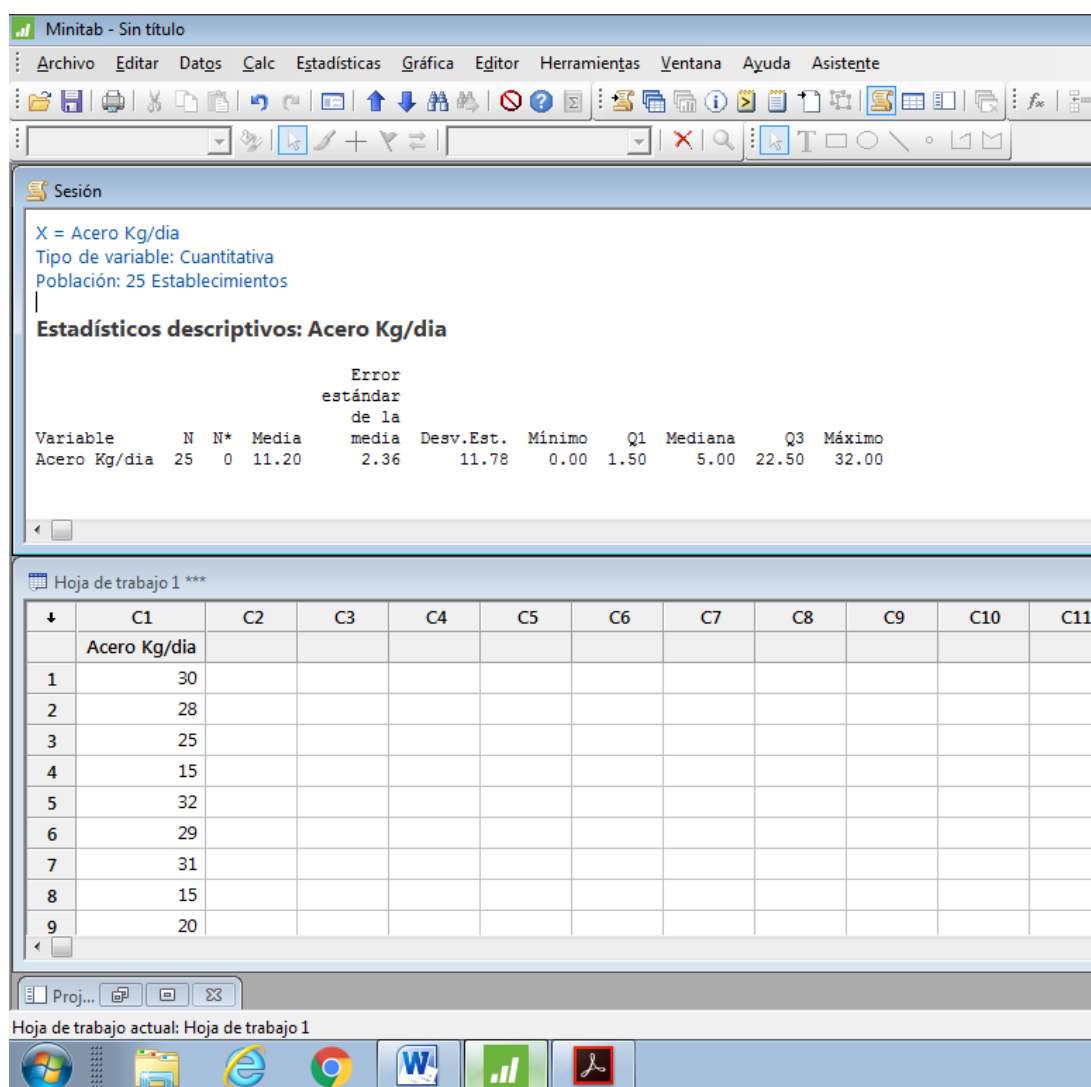 Minitab - Sin título
Archivo Editar Datos Calc Estadísticas Gráfica Editor Herramientas Ventana Ayuda Asistente
Sesión
X = Acero Kg/dia
Tipo de variable: Cuantitativa
Población: 25 Establecimientos
Estadísticos descriptivos: Acero Kg/dia
Error
estándar
de la
Variable N N* Media media Desv.Est. Mínimo Q1 Mediana Q3 Máximo
Acero Kg/dia 25 0 11.20 2.36 11.78 0.00 1.50 5.00 22.50 32.00
Hoja de trabajo 1 ***
C1 C2 C3 C4 C5 C6 C7 C8 C9 C10 C11
Acero Kg/dia
1 30
2 28
3 25
4 15
5 32
6 29
7 31
8 15
9 20
Proj...
Hoja de trabajo actual: Hoja de trabajo 1